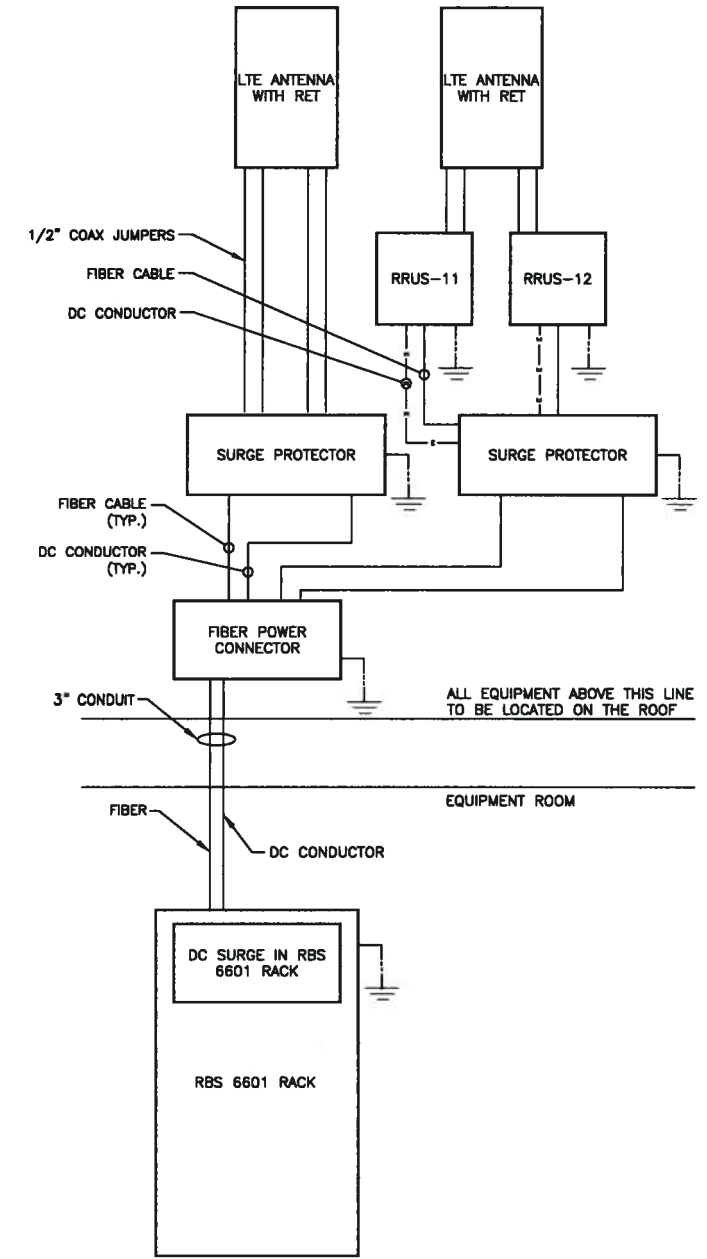 LTE ANTENNA
WITH RET
LTE ANTENNA
WITH RET
1/2" COAX JUMPERS
FIBER CABLE
DC CONDUCTOR
RRUS-11
RRUS-12
SURGE PROTECTOR
SURGE PROTECTOR
FIBER CABLE
(TYP.)
DC CONDUCTOR
(TYP.)
FIBER POWER
CONNECTOR
3" CONDUIT
ALL EQUIPMENT ABOVE THIS LINE
TO BE LOCATED ON THE ROOF
EQUIPMENT ROOM
FIBER
DC CONDUCTOR
DC SURGE IN RBS
6601 RACK
RBS 6601 RACK